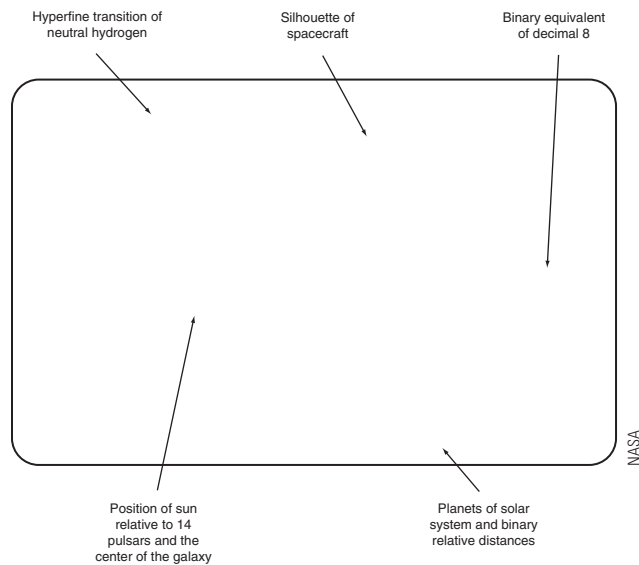 Hyperfine transition of
neutral hydrogen
Silhouette of
spacecraft
Binary equivalent
of decimal 8
NASA
Position of sun
relative to 14
pulsars and the
center of the galaxy
Planets of solar
system and binary
relative distances